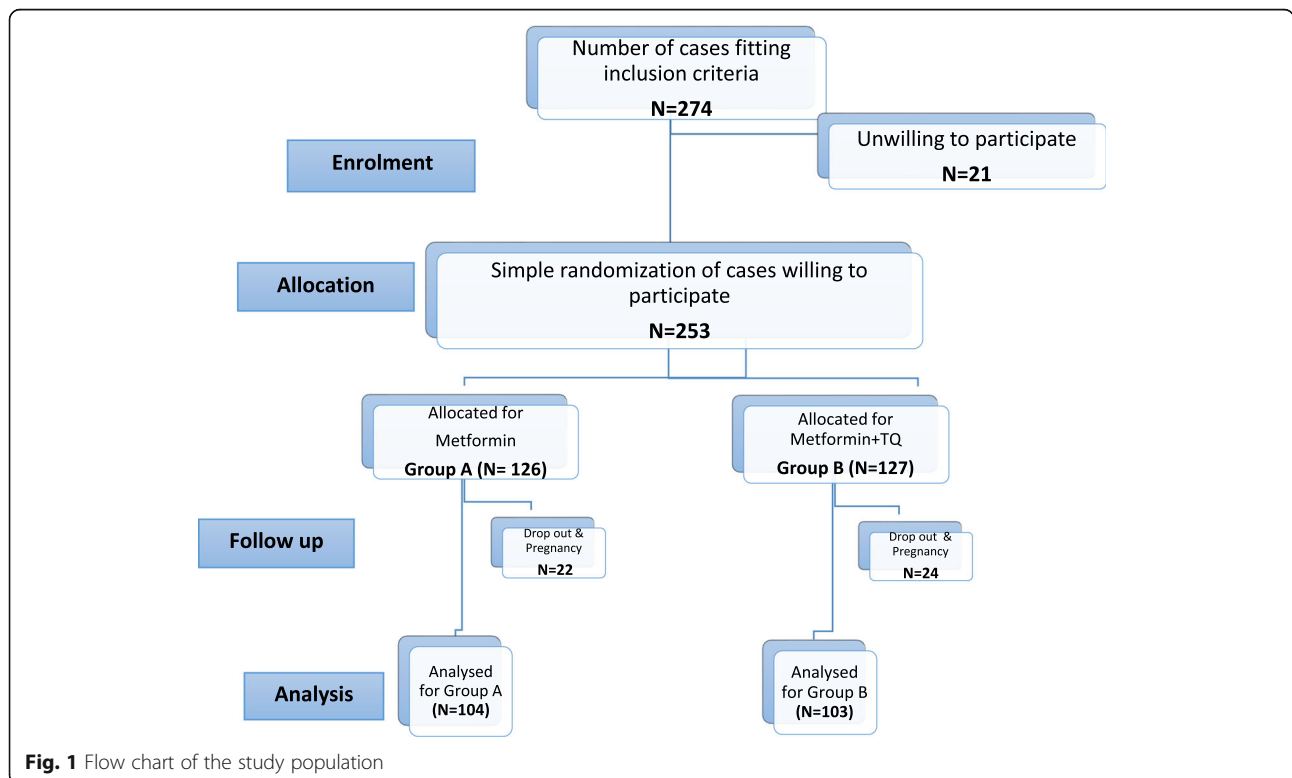 Number of cases fitting
inclusion criteria
N=274
Unwilling to participate
N=21
Enrolment
Simple randomization of cases willing to
participate
N=253
Allocation
Allocated for
Metformin
Group A (N= 126)
Allocated for
Metformin+TQ
Group B (N=127)
Follow up
Drop out &
Pregnancy
N=22
Drop out & 
Pregnancy
N=24
Analysis
Analysed
for Group A
(N=104)
Analysed
for Group B
(N=103)
Fig. 1 Flow chart of the study population